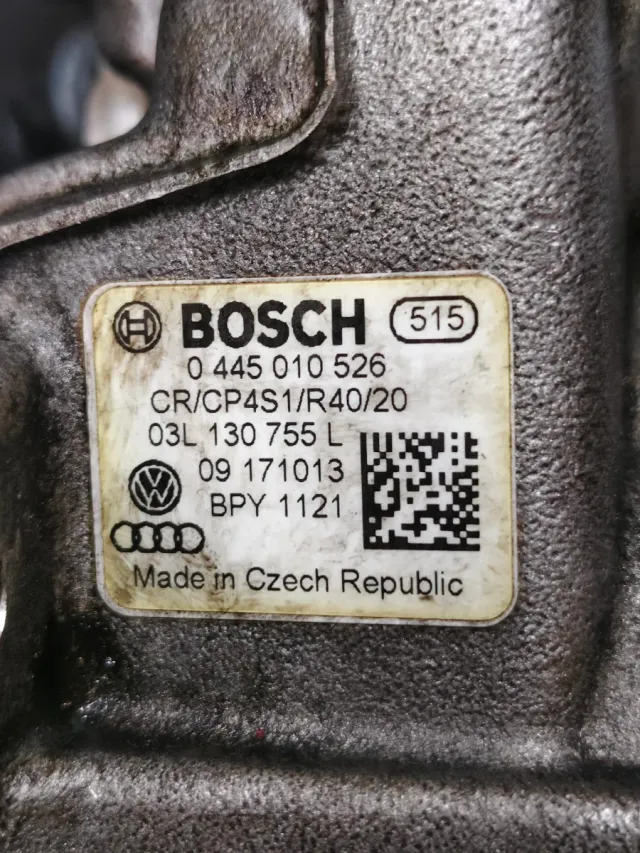 BOSCH 515
0 445 010 526
CR/CP4S1/R40/20
03L 130 755 L
09 171013
BPY 1121
Made in Czech Republic